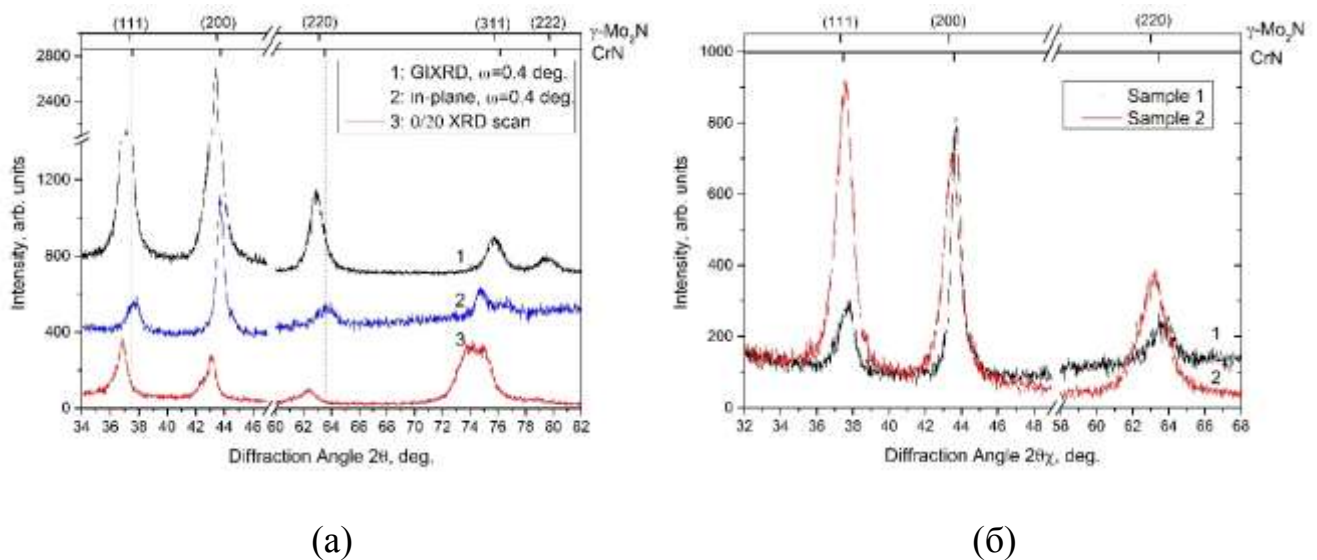 (111) (200) (220) (311) (222)
γ-Mo₂N
CrN
2800
2400
1200
800
400
0
Intensity, arb. units
1: GIXRD, ω=0.4 deg.
2: in-plane, ω=0.4 deg.
3: θ/2θ XRD scan
1
2
3
34 36 38 40 42 44 46 60 62 64 72 74 76 78 80 82
Diffraction Angle 2θ, deg.
(а)
(111) (200) (220)
γ-Mo₂N
CrN
1000
800
600
400
200
0
Intensity, arb. units
Sample 1
Sample 2
1
2
32 34 36 38 40 42 44 46 48 58 60 62 64 66 68
Diffraction Angle 2θχ, deg.
(б)